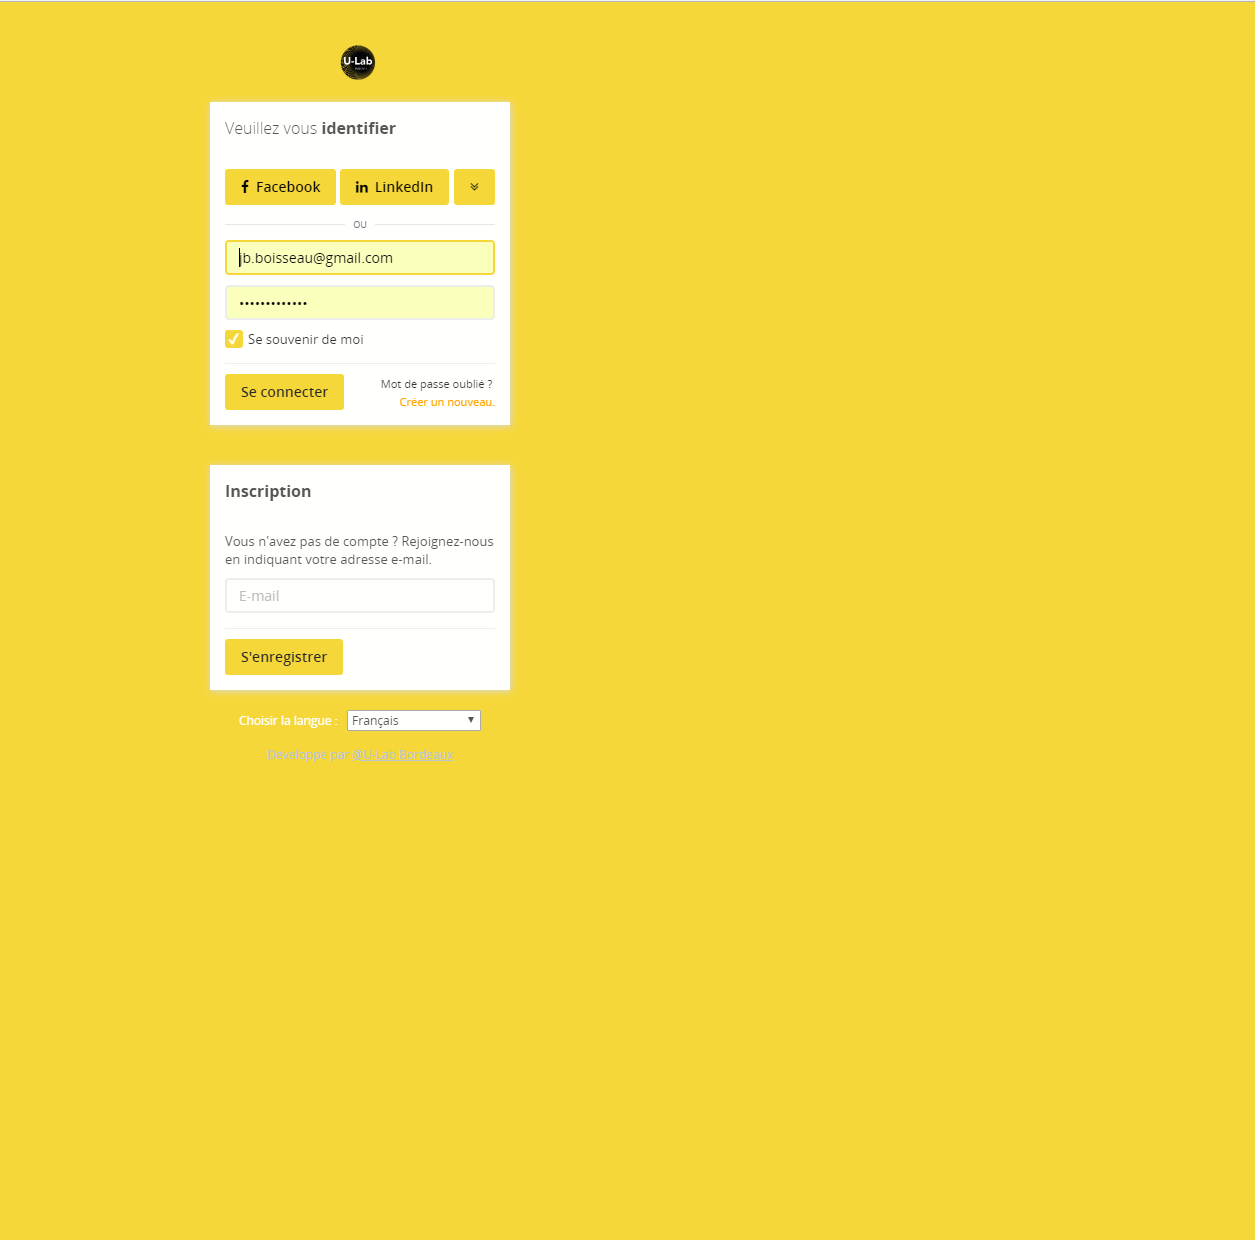 U-Lab
Veuillez vous identifier
Facebook
LinkedIn
OU
jb.boisseau@gmail.com
•••••••••••••
Se souvenir de moi
Se connecter
Mot de passe oublié ?
Créer un nouveau.
Inscription
Vous n'avez pas de compte ? Rejoignez-nous
en indiquant votre adresse e-mail.
E-mail
S'enregistrer
Choisir la langue :
Français
Developpe par @U-Lab Bordeaux